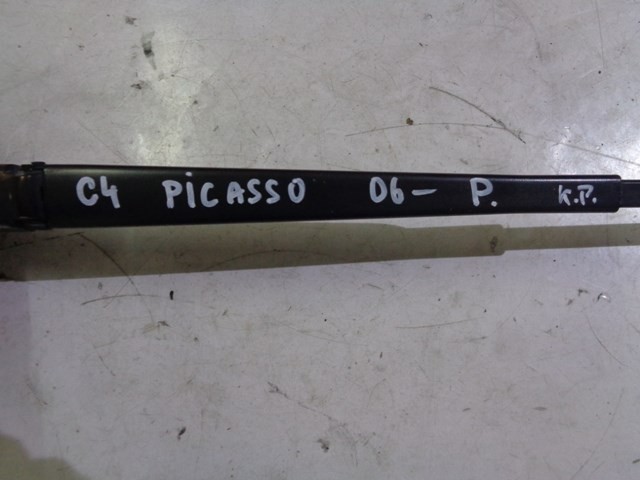 C4 PiCASSO 06- P. K.P.